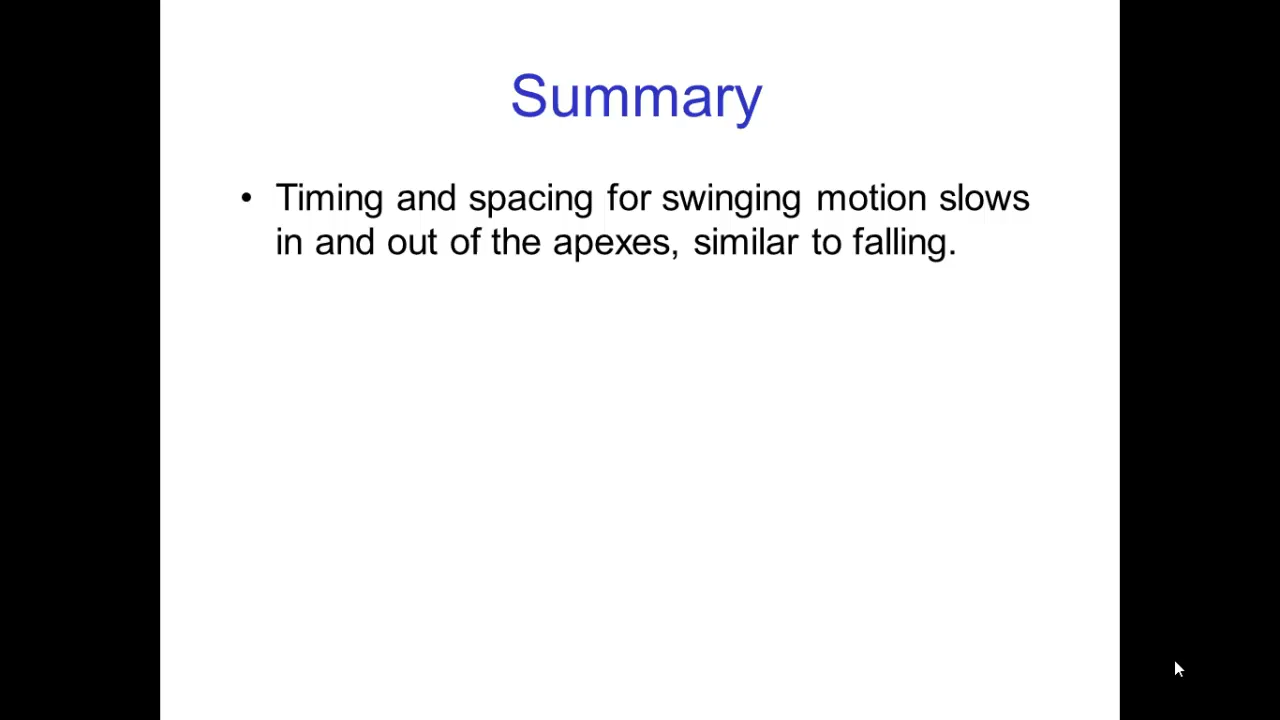 Summary
• Timing and spacing for swinging motion slows
in and out of the apexes, similar to falling.